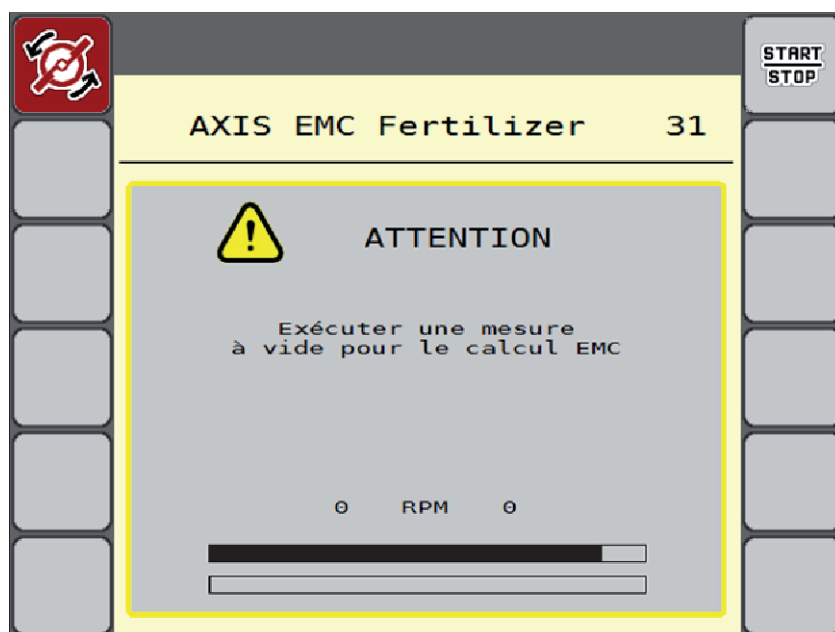 START
STOP
AXIS EMC Fertilizer 31
ATTENTION
Exécuter une mesure
à vide pour le calcul EMC
0 RPM 0